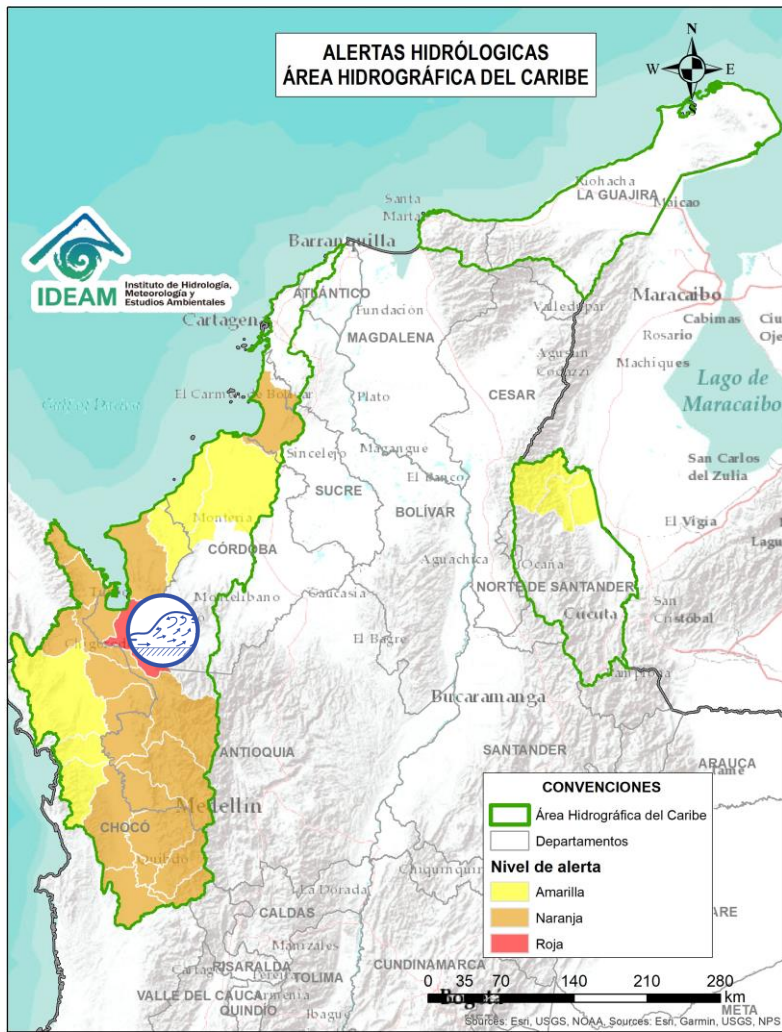 ALERTAS HIDRÓLOGICAS
ÁREA HIDROGRÁFICA DEL CARIBE
N
W
E
S
Riohacha
LA GUAJIRA
Maicao
Santa
Marta
Barranquilla
IDEAM
Instituto de Hidrología,
Meteorología y
Estudios Ambientales
ATLÁNTICO
Maracaibo
Valledupar
Fundación
Cabimas
Cartagena
MAGDALENA
Rosario
Agustín
Codazzi
Machiques
El Carmen de Bolívar
Plato
CESAR
Lago de
Maracaibo
Sincelejo
Magangue
San Carlos
del Zulia
SUCRE
El Banco
Montería
BOLÍVAR
El Vigia
CÓRDOBA
Aguachica
Ocaña
Montelibano
Caucasia
NORTE DE SANTANDER
Cucuta
San
Cristóbal
El Bagre
Bucaramanga
ANTIOQUIA
SANTANDER
ARAUCA
Medellín
CHOCÓ
Quibdó
La Dorada
CALDAS
Manizales
RISARALDA
TOLIMA
CUNDINAMARCA
VALLE DEL CAUCA
Armenia
QUINDÍO
Ibague
Bogotá
META
CONVENCIONES
Área Hidrográfica del Caribe
Departamentos
Nivel de alerta
Amarilla
Naranja
Roja
0 35 70 140 210 280
km
Sources: Esri, USGS, NOAA, Sources: Esri, Garmin, USGS, NPS